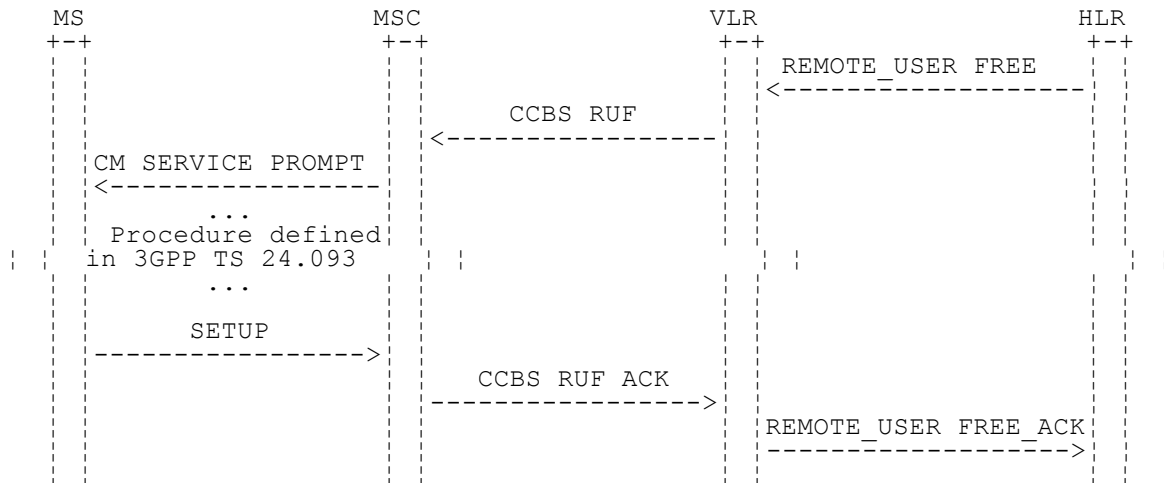 MS MSC VLR HLR
REMOTE_USER FREE
CCBS RUF
CM SERVICE PROMPT
...
Procedure defined
in 3GPP TS 24.093
...
SETUP
CCBS RUF ACK
REMOTE_USER FREE_ACK